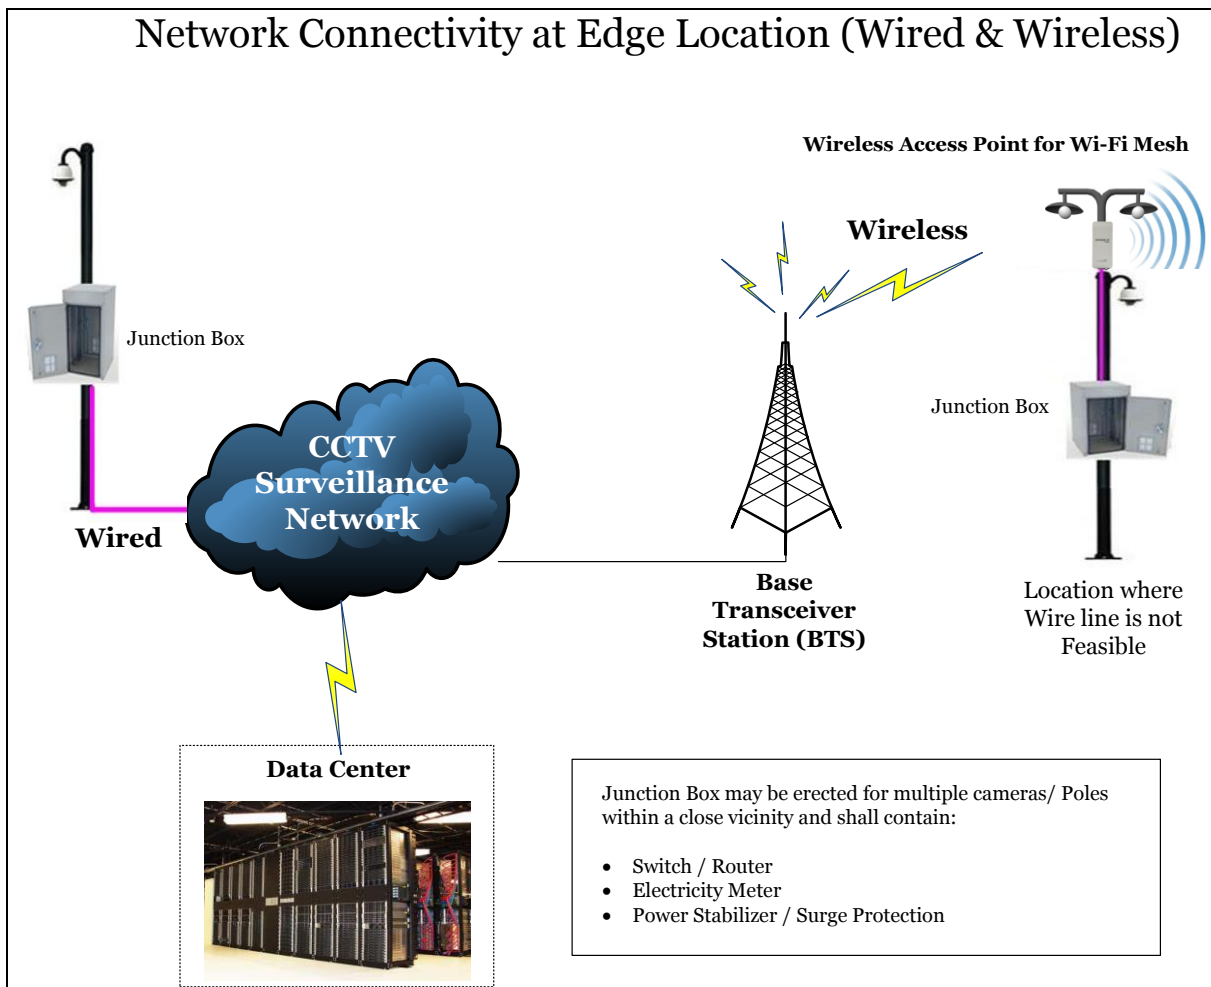 Network Connectivity at Edge Location (Wired & Wireless)
Wireless Access Point for Wi-Fi Mesh
Wireless
Junction Box
Junction Box
CCTV
Surveillance
Network
Wired
Base
Transceiver
Station (BTS)
Location where
Wire line is not
Feasible
Data Center
Junction Box may be erected for multiple cameras/ Poles
within a close vicinity and shall contain:
• Switch / Router
• Electricity Meter
• Power Stabilizer / Surge Protection